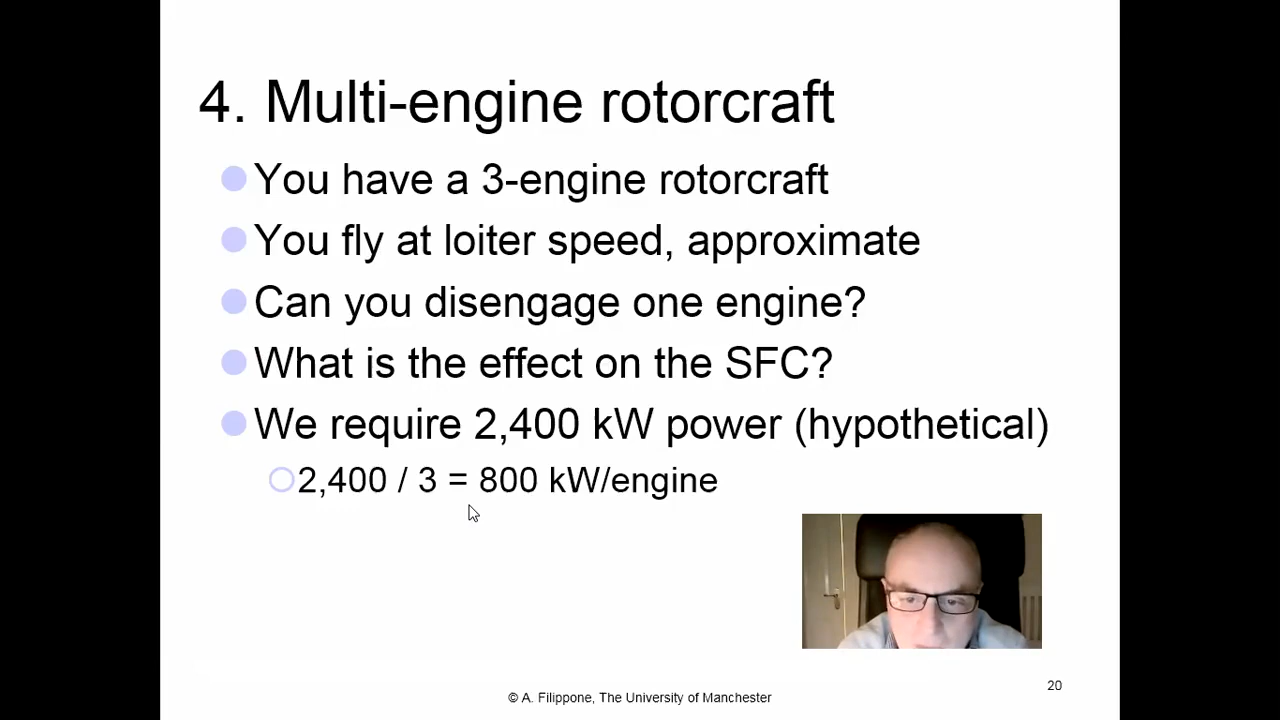 4. Multi-engine rotorcraft
You have a 3-engine rotorcraft
You fly at loiter speed, approximate
Can you disengage one engine?
What is the effect on the SFC?
We require 2,400 kW power (hypothetical)
2,400 / 3 = 800 kW/engine
20
© A. Filippone, The University of Manchester